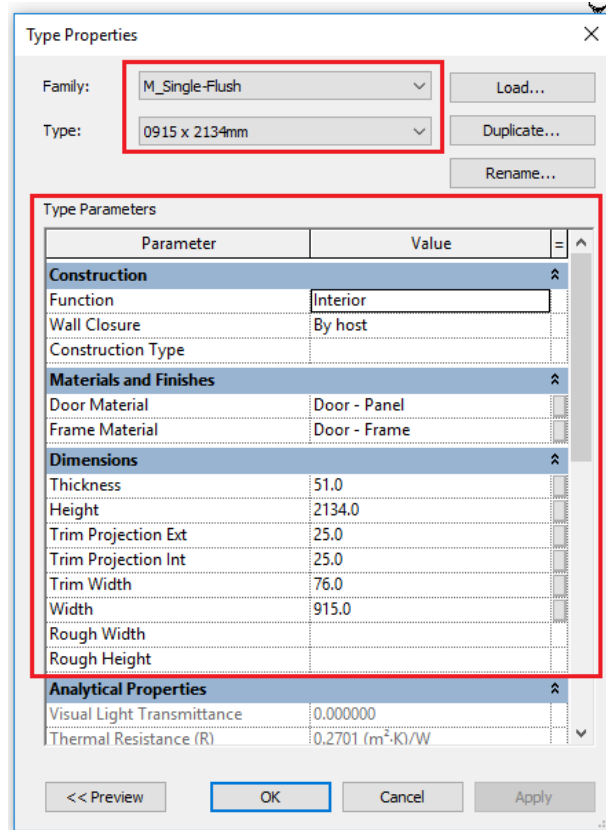 Type Properties
Family: M_Single-Flush Load...
Type: 0915 x 2134mm Duplicate...
Rename...
Type Parameters
Parameter Value =
Construction
Function Interior
Wall Closure By host
Construction Type
Materials and Finishes
Door Material Door - Panel
Frame Material Door - Frame
Dimensions
Thickness 51.0
Height 2134.0
Trim Projection Ext 25.0
Trim Projection Int 25.0
Trim Width 76.0
Width 915.0
Rough Width
Rough Height
Analytical Properties
Visual Light Transmittance 0.000000
Thermal Resistance (R) 0.2701 (m²·K)/W
<< Preview OK Cancel Apply